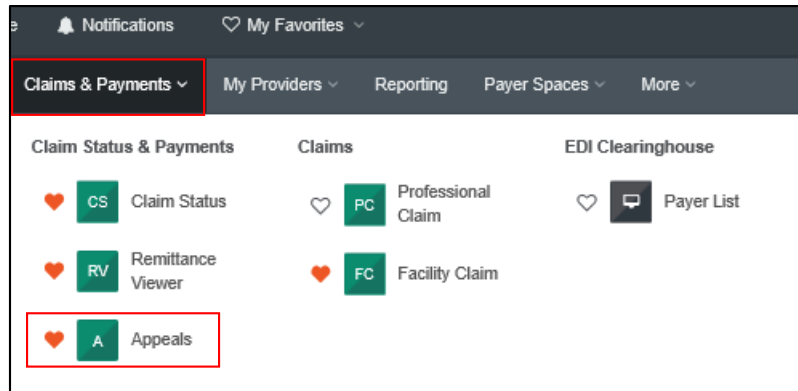 e Notifications My Favorites
Claims & Payments My Providers Reporting Payer Spaces More
Claim Status & Payments Claims EDI Clearinghouse
CS Claim Status
PC Professional
Claim
Payer List
RV Remittance
Viewer
FC Facility Claim
A Appeals